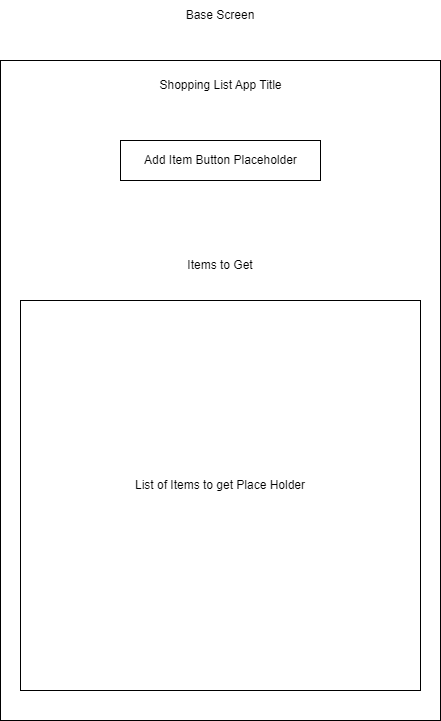 Base Screen
Shopping List App Title
Add Item Button Placeholder
Items to Get
List of Items to get Place Holder